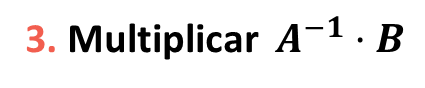 3. Multiplicar A⁻¹ · B